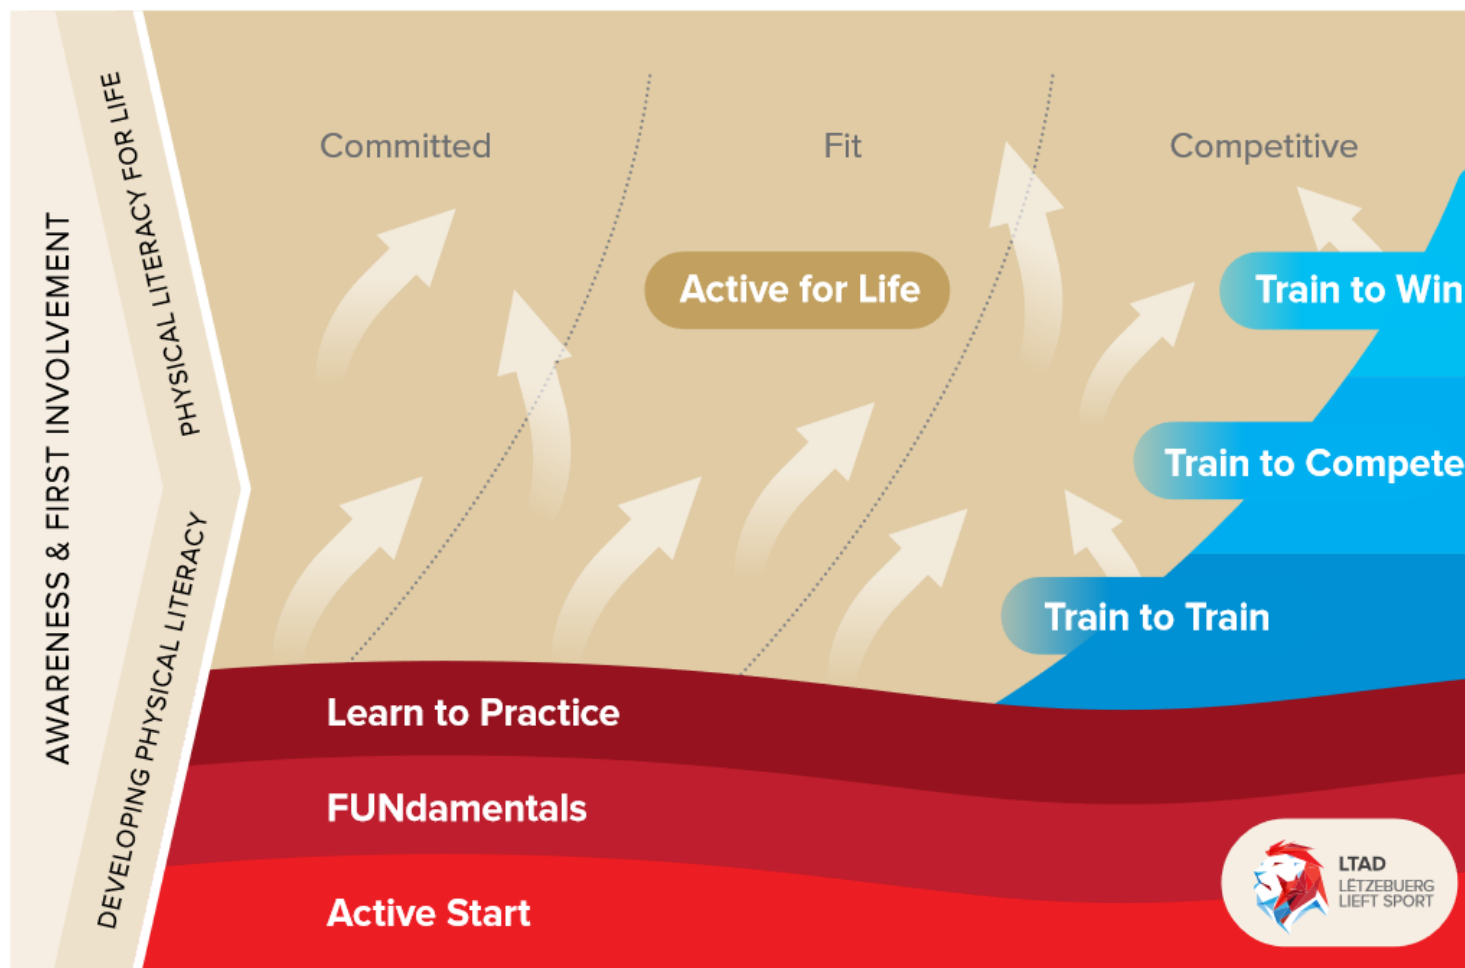 AWARENESS & FIRST INVOLVEMENT
PHYSICAL LITERACY FOR LIFE
DEVELOPING PHYSICAL LITERACY
Committed
Fit
Competitive
Active for Life
Train to Win
Train to Compete
Train to Train
Learn to Practice
FUNdamentals
Active Start
LTAD
LËTZEBUERG
LIEFT SPORT